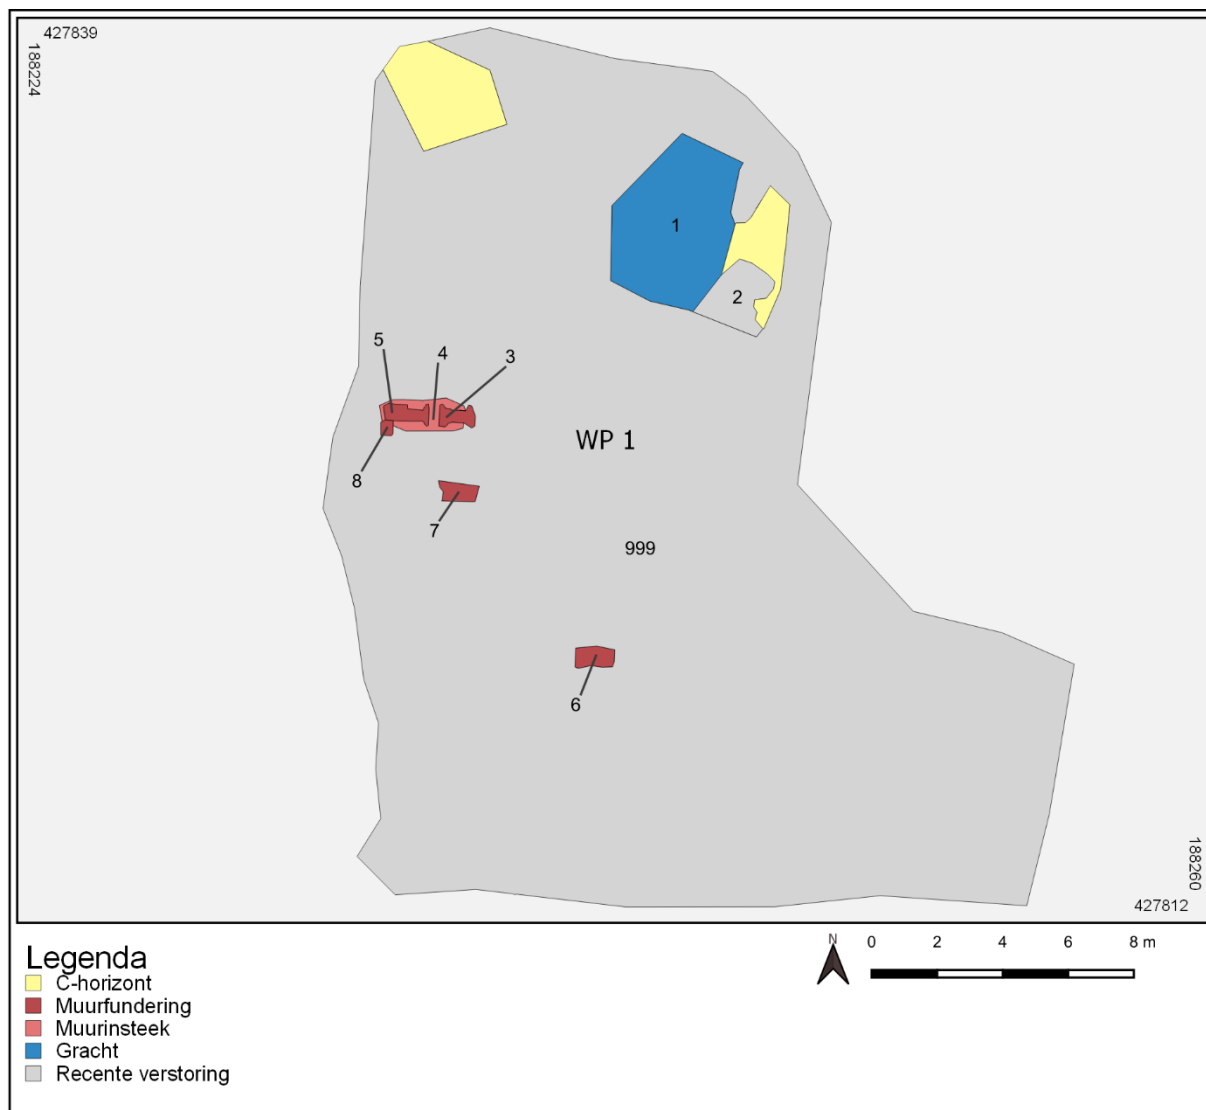 427839
188224
1
2
5
4
3
WP 1
8
7
999
6
188260
427812
N
0 2 4 6 8 m
Legenda
C-horizont
Muurfundering
Muurinsteek
Gracht
Recente verstoring